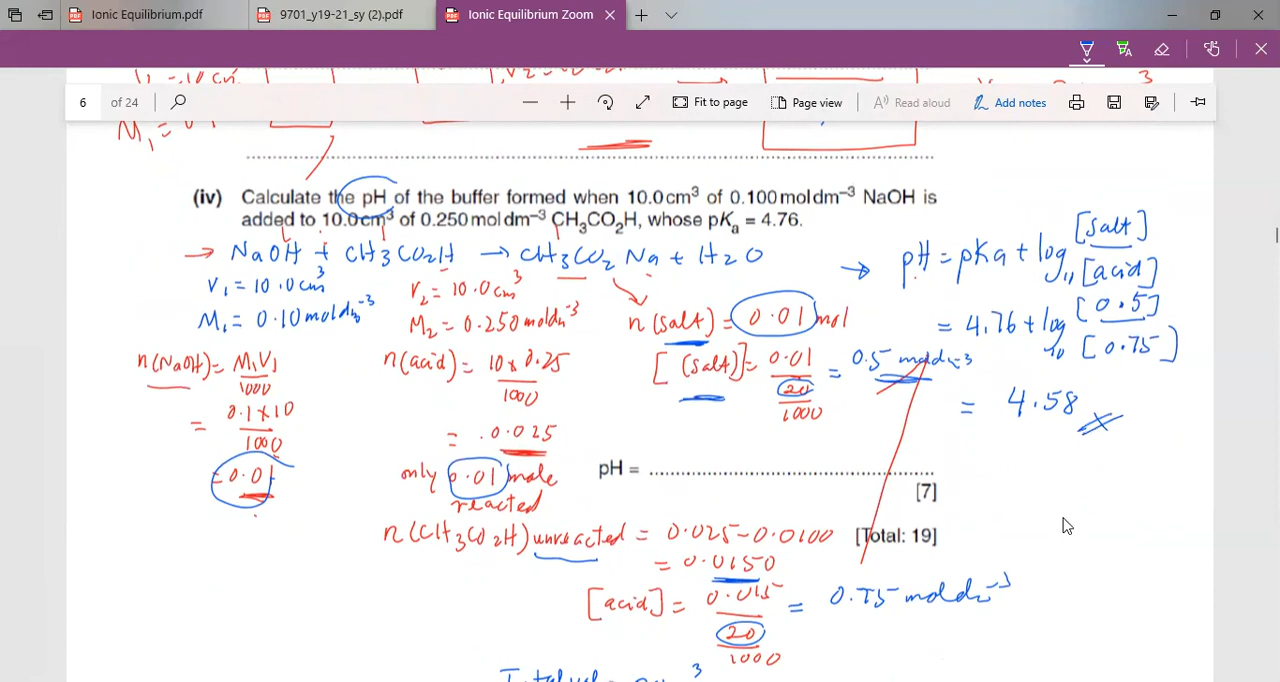 Ionic Equilibrium.pdf
9701_y19-21_sy (2).pdf
Ionic Equilibrium Zoom
6 of 24
Fit to page
Page view
Read aloud
Add notes
(iv) Calculate the pH of the buffer formed when 10.0 cm³ of 0.100 mol dm⁻³ NaOH is
added to 10.0 cm³ of 0.250 mol dm⁻³ CH₃CO₂H, whose pKₐ = 4.76.
→ NaOH + CH₃CO₂H → CH₃CO₂Na + H₂O
V₁ = 10.0 cm³
M₁ = 0.10 mol dm⁻³
n(NaOH) = M₁V₁/1000
= 0.1 × 10/1000
= 0.01
V₂ = 10.0 cm³
M₂ = 0.250 mol dm⁻³
n(acid) = 10 × 0.25/1000
= 0.025
only 0.01 mole
reacted
n(CH₃CO₂H) unreacted = 0.025 - 0.0100
= 0.0150
[acid] = 0.015/20/1000 = 0.75 mol dm⁻³
n(salt) = 0.01 mol
[(salt)] = 0.01/20/1000 = 0.5 mol dm⁻³
→ pH = pKa + log₁₀ [salt]/[acid]
= 4.76 + log₁₀ [0.5]/[0.75]
= 4.58
pH = ..........................................................
[7]
[Total: 19]